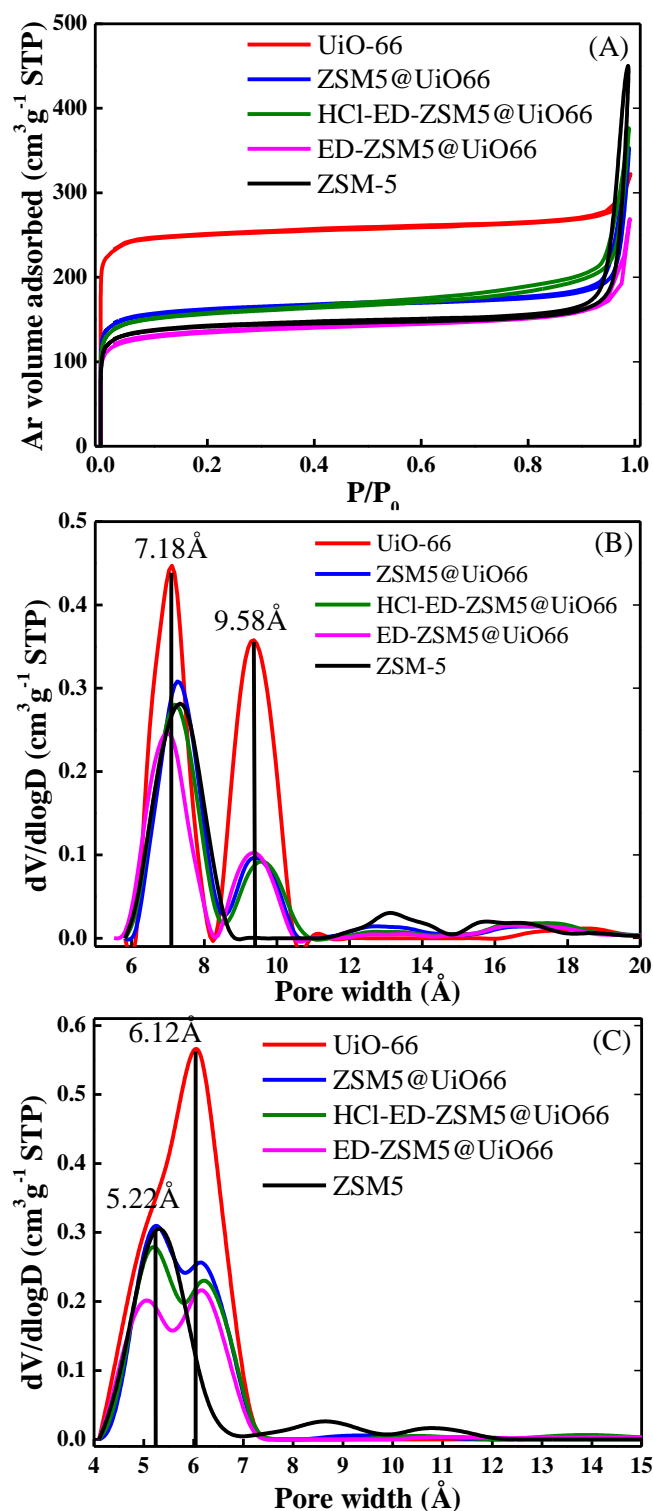 500
(A)
UiO-66
ZSM5@UiO66
HCl-ED-ZSM5@UiO66
ED-ZSM5@UiO66
ZSM-5
400
300
200
100
0
Ar volume adsorbed (cm³g⁻¹ STP)
0.0 0.2 0.4 0.6 0.8 1.0
P/P₀
0.5
7.18Å
(B)
UiO-66
ZSM5@UiO66
HCl-ED-ZSM5@UiO66
ED-ZSM5@UiO66
ZSM-5
9.58Å
0.4
0.3
0.2
0.1
0.0
dV/dlogD (cm³g⁻¹ STP)
6 8 10 12 14 16 18 20
Pore width (Å)
0.6
6.12Å
(C)
UiO-66
ZSM5@UiO66
HCl-ED-ZSM5@UiO66
ED-ZSM5@UiO66
ZSM5
5.22Å
0.5
0.4
0.3
0.2
0.1
0.0
dV/dlogD (cm³g⁻¹ STP)
4 5 6 7 8 9 10 11 12 13 14 15
Pore width (Å)